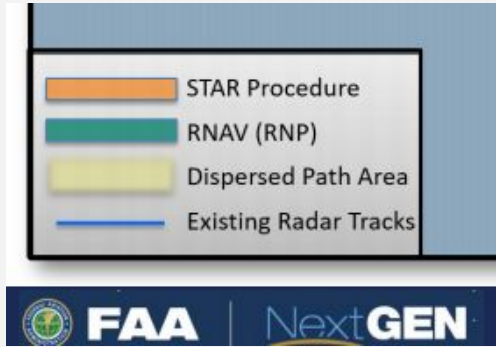 STAR Procedure
RNAV (RNP)
Dispersed Path Area
Existing Radar Tracks
FAA NextGEN